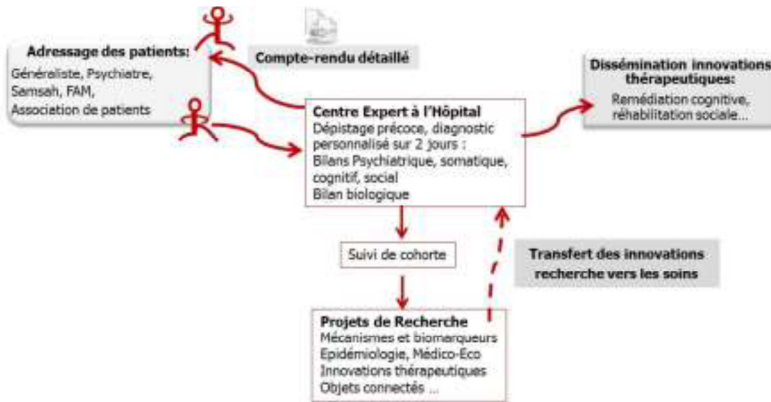 Adressage des patients:
Généraliste, Psychiatre,
Samsah, FAM,
Association de patients
Compte-rendu détaillé
Dissémination innovations
thérapeutiques:
Remédiation cognitive,
réhabilitation sociale...
Centre Expert à l'Hôpital
Dépistage précoce, diagnostic
personnalisé sur 2 jours :
Bilans Psychiatrique, somatique,
cognitif, social
Bilan biologique
Suivi de cohorte
Transfert des innovations
recherche vers les soins
Projets de Recherche
Mécanismes et biomarqueurs
Epidémiologie, Médico-Eco
Innovations thérapeutiques
Objets connectés ...